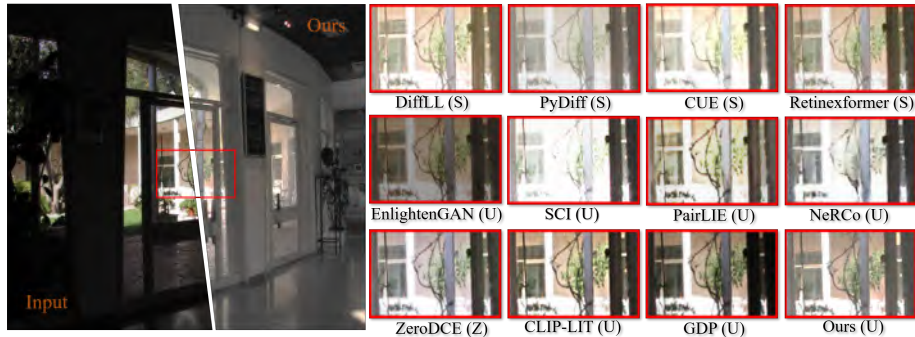 Ours
Input
DiffLL (S)
PyDiff (S)
CUE (S)
Retinexformer (S)
EnlightenGAN (U)
SCI (U)
PairLIE (U)
NeRCo (U)
ZeroDCE (Z)
CLIP-LIT (U)
GDP (U)
Ours (U)